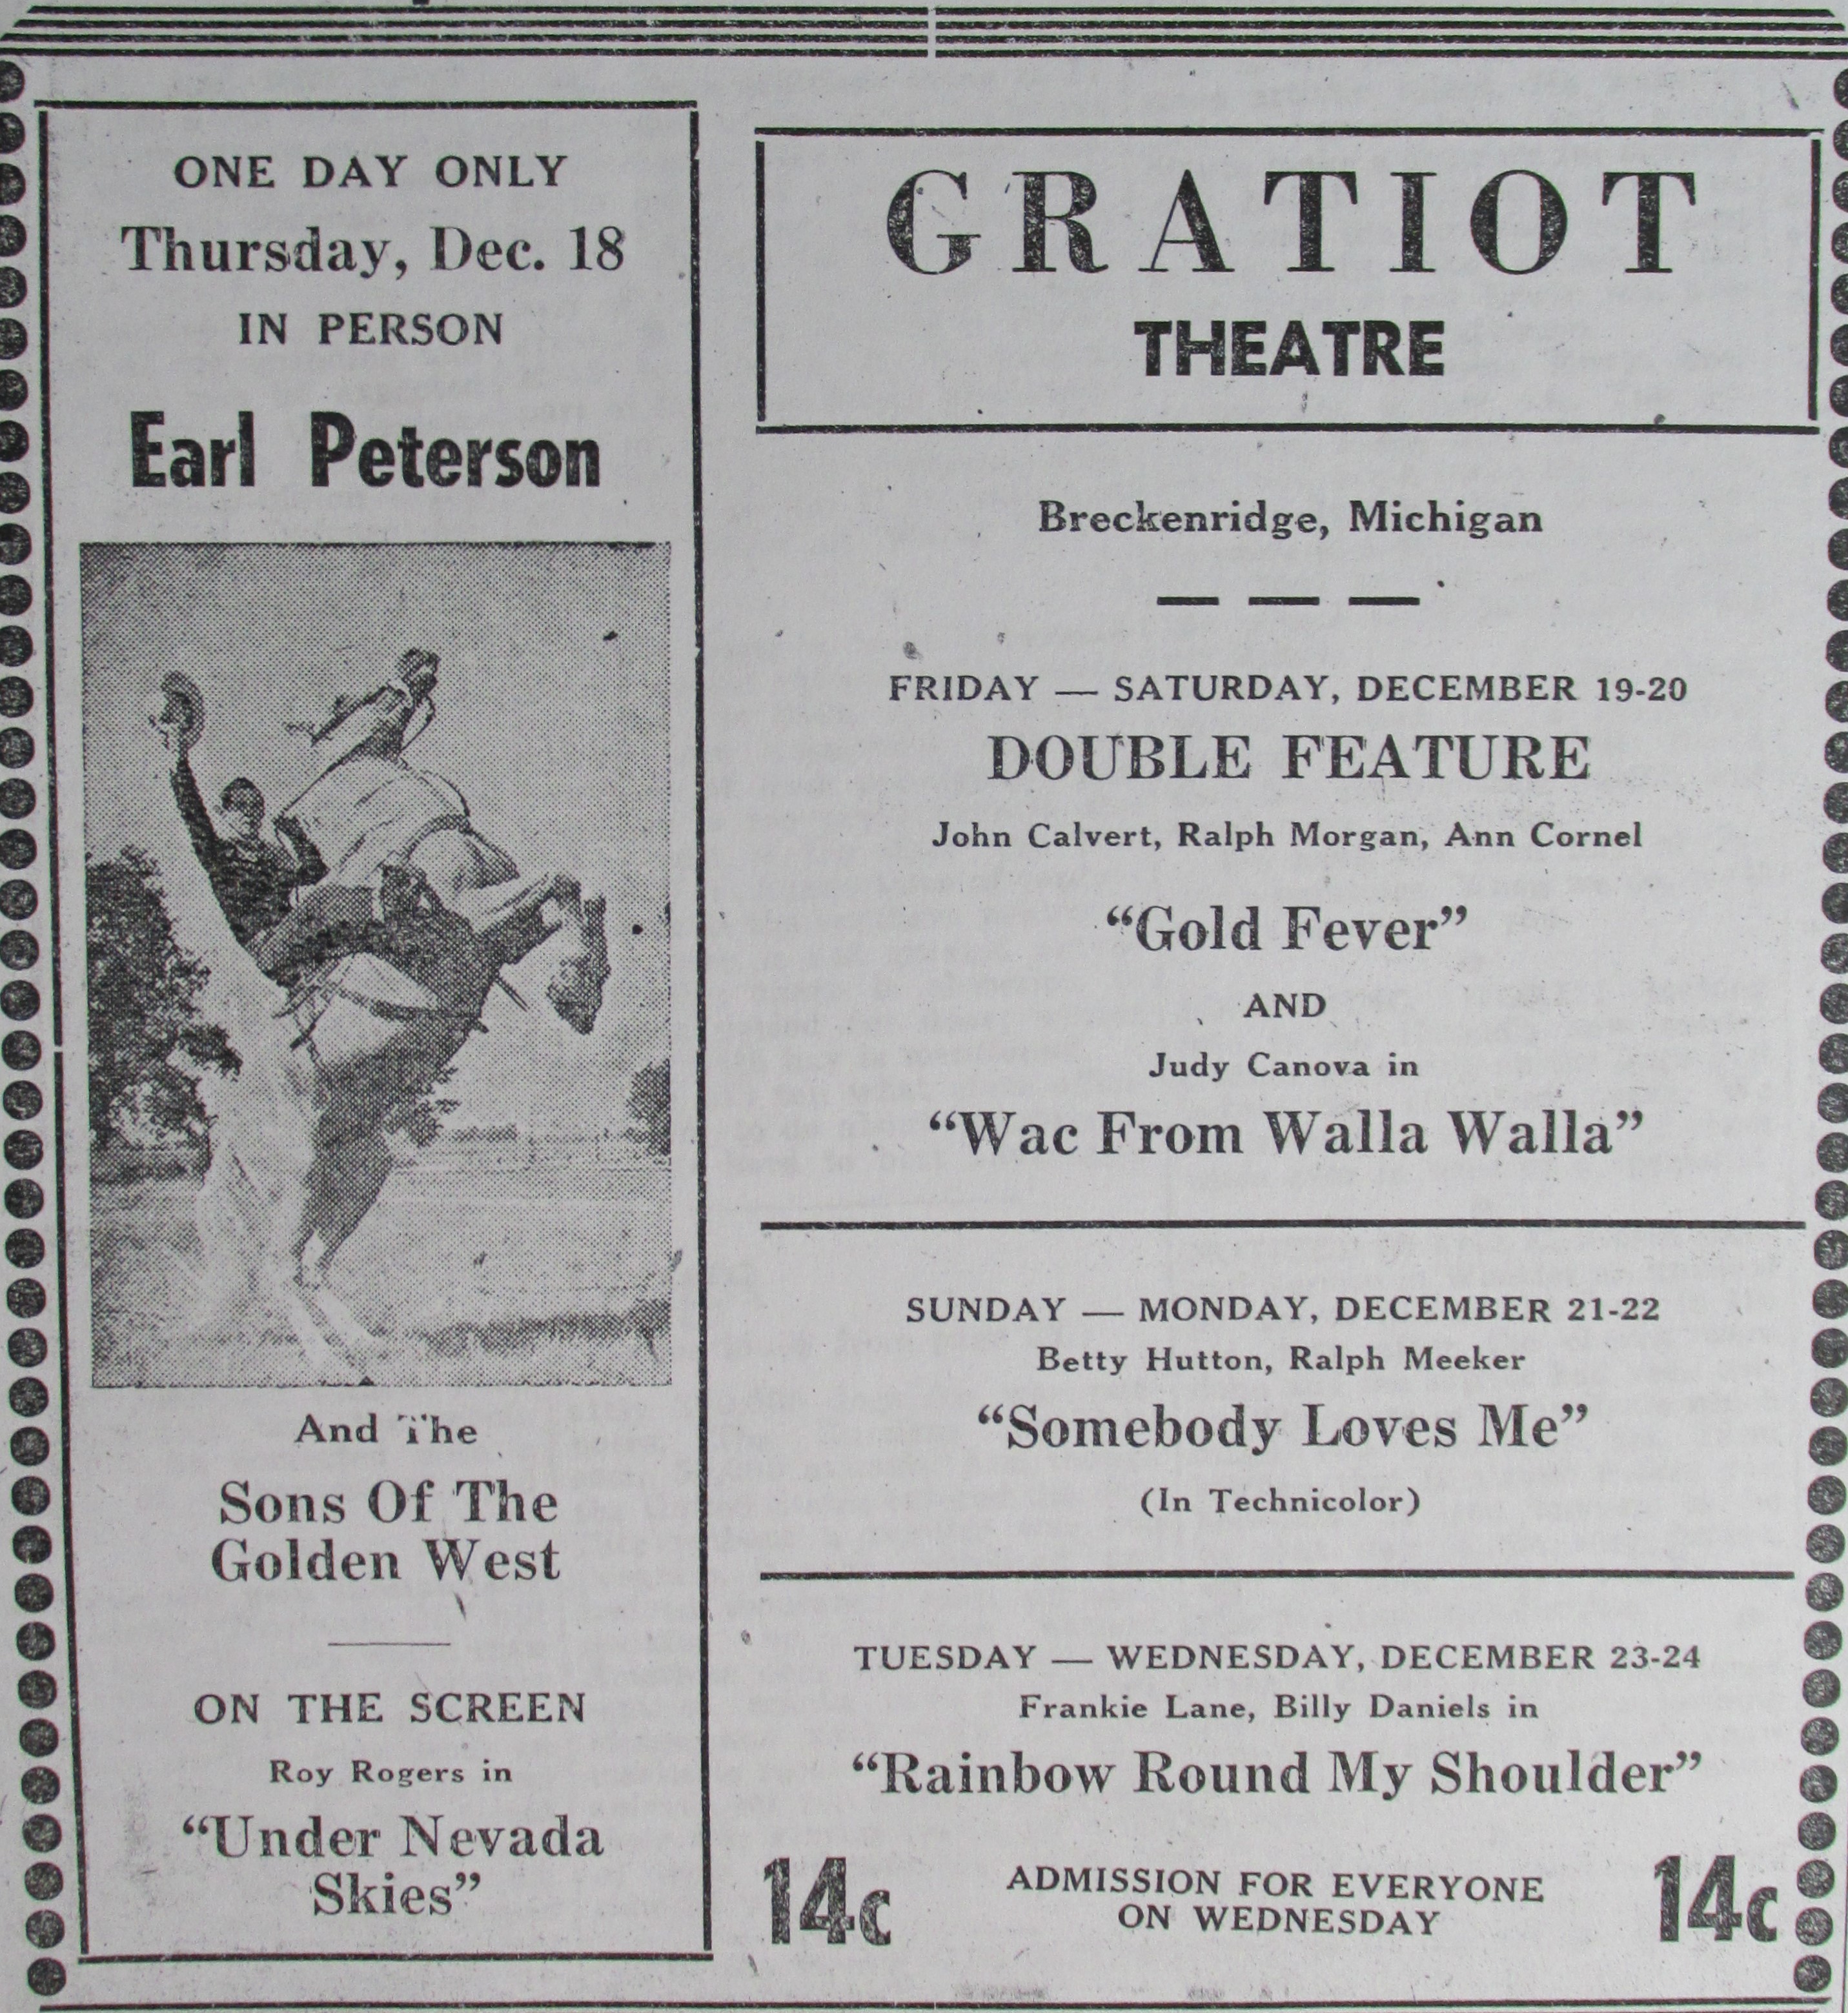 ONE DAY ONLY
Thursday, Dec. 18
IN PERSON
Earl Peterson
And The
Sons Of The
Golden West
ON THE SCREEN
Roy Rogers in
“Under Nevada
Skies”
GRATIOT
THEATRE
Breckenridge, Michigan
FRIDAY — SATURDAY, DECEMBER 19-20
DOUBLE FEATURE
John Calvert, Ralph Morgan, Ann Cornel
“Gold Fever”
AND
Judy Canova in
“Wac From Walla Walla”
SUNDAY — MONDAY, DECEMBER 21-22
Betty Hutton, Ralph Meeker
“Somebody Loves Me”
(In Technicolor)
TUESDAY — WEDNESDAY, DECEMBER 23-24
Frankie Lane, Billy Daniels in
“Rainbow Round My Shoulder”
14c ADMISSION FOR EVERYONE 14c
ON WEDNESDAY